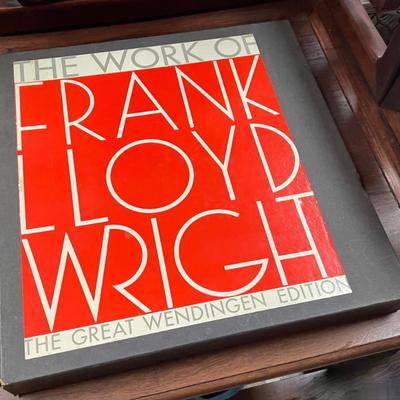 THE WORK OF
FRANK
LLOYD
WRIGHT
THE GREAT WENDINGEN EDITION